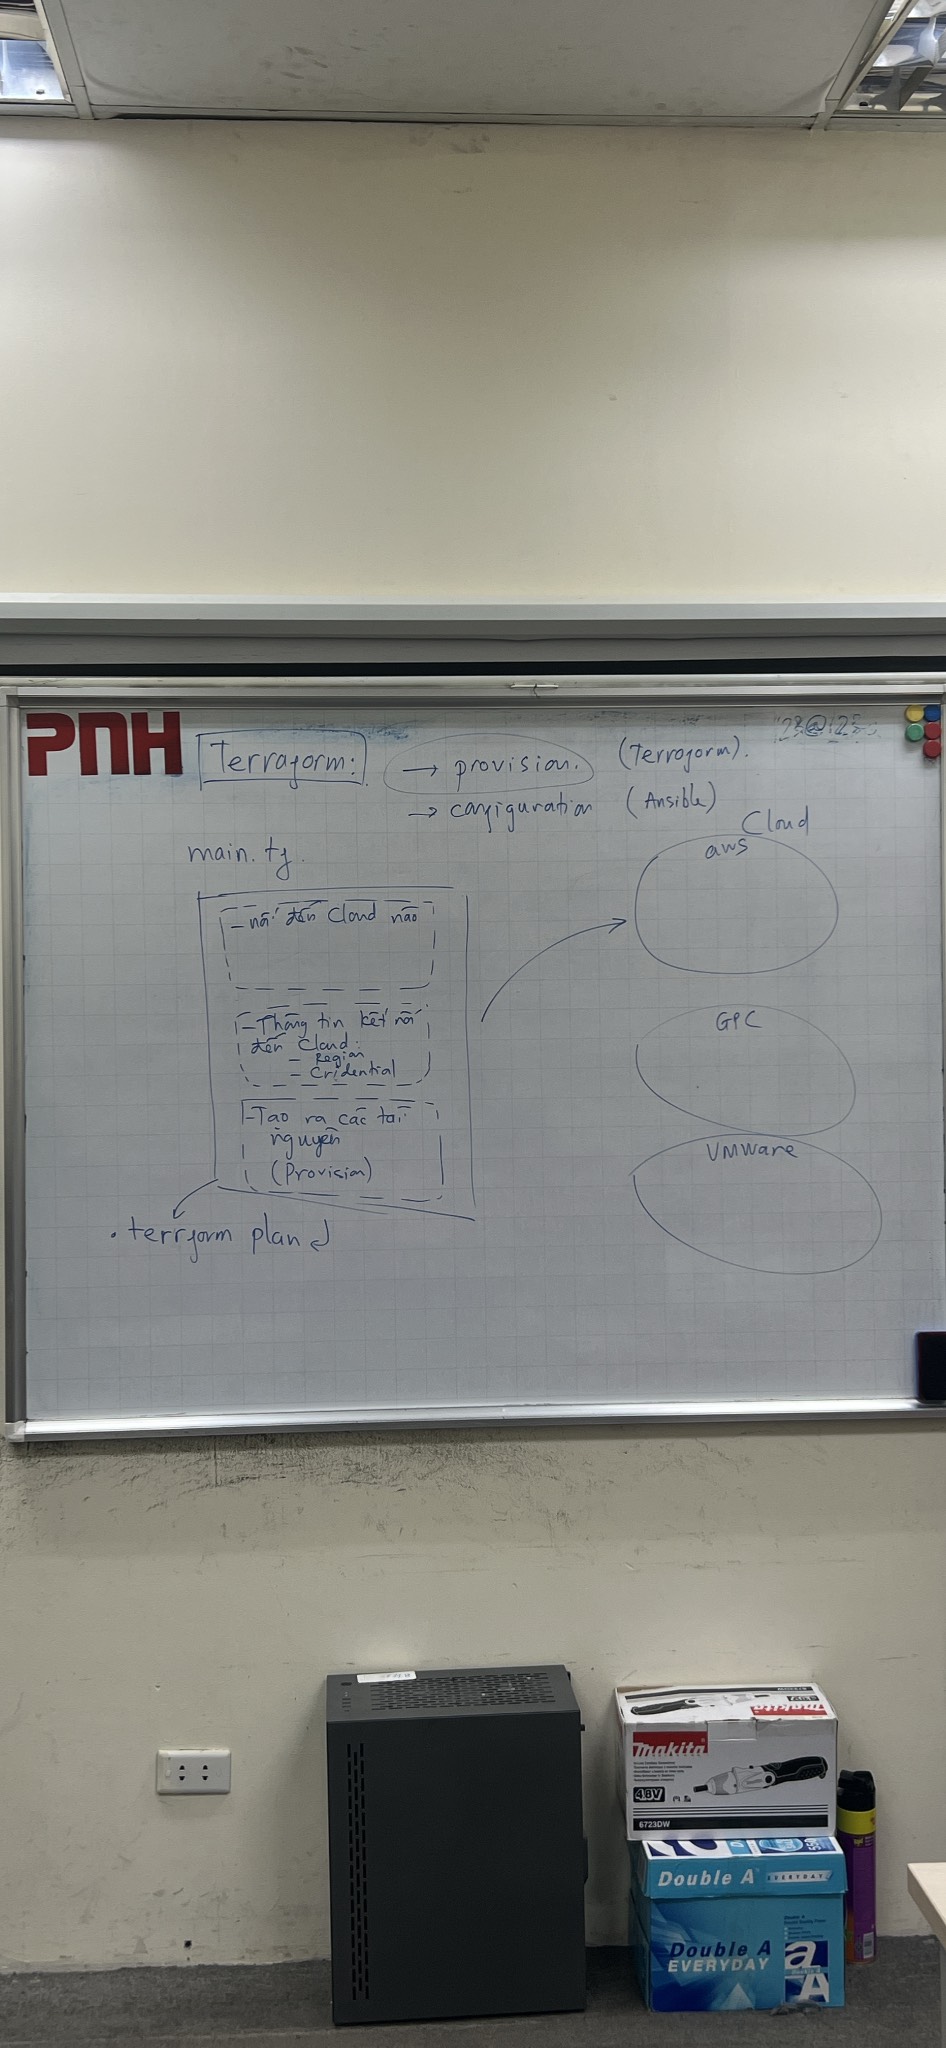 PNH
Terraform:
→ provision.
(Terraform).
→ configuration
(Ansible)
Cloud
main.tf.
aws
- nối đến Cloud nào
- Thông tin kết nối
đến Cloud:
- Region
- Cridential
GPC
- Tạo ra các tài
nguyên
(Provision)
VMWare
• terrform plan ↲
makita
4.8V
6723DW
Double A
EVERYDAY
Double A
EVERYDAY